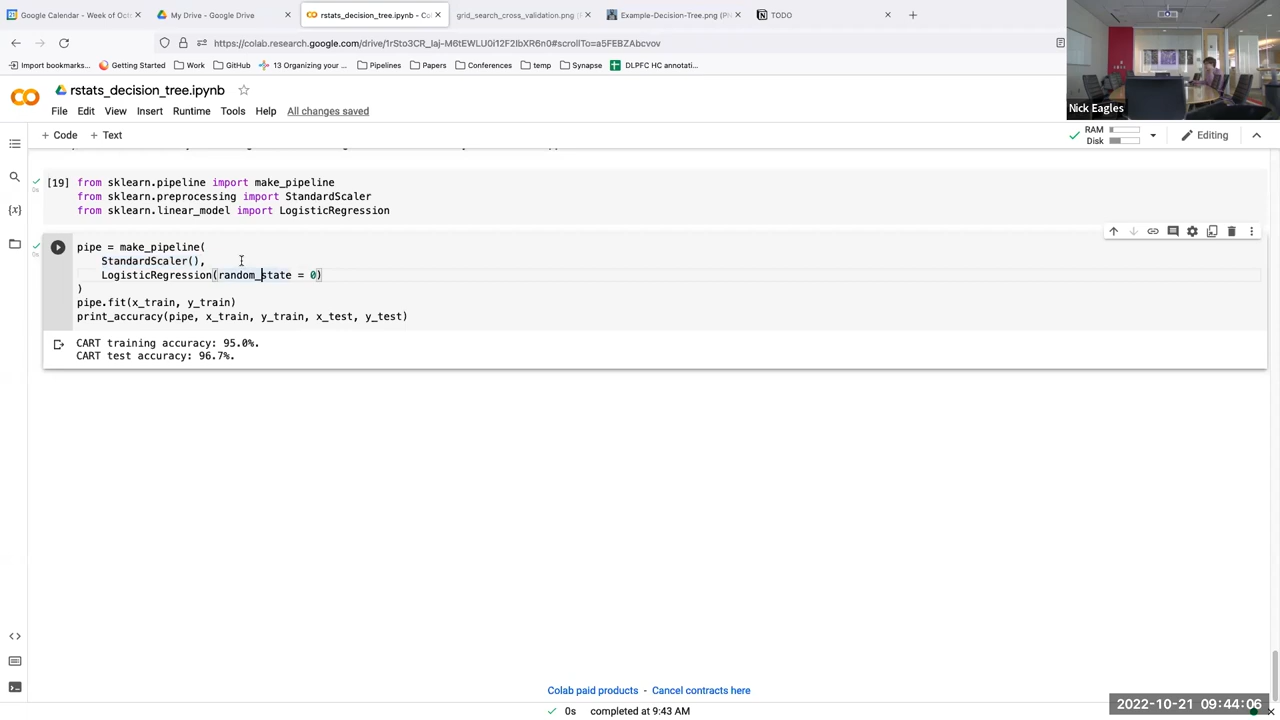 Google Calendar - Week of Oct
My Drive - Google Drive
rstats_decision_tree.ipynb - Co
grid_search_cross_validation.png (
Example-Decision-Tree.png (PN
TODO
https://colab.research.google.com/drive/1rSto3CR_laj-M6tEWLU0i12F2IbXR6n0#scrollTo=a5FEBZAbcvov
Import bookmarks...
Getting Started
Work
GitHub
13 Organizing your ...
Pipelines
Papers
Conferences
temp
Synapse
DLPFC HC annotati...
Nick Eagles
rstats_decision_tree.ipynb
File
Edit
View
Insert
Runtime
Tools
Help
All changes saved
+ Code
+ Text
RAM
Disk
Editing
[19]
from sklearn.pipeline import make_pipeline
from sklearn.preprocessing import StandardScaler
from sklearn.linear_model import LogisticRegression
0s
pipe = make_pipeline(
StandardScaler(),
LogisticRegression(random_state = 0)
)
pipe.fit(x_train, y_train)
print_accuracy(pipe, x_train, y_train, x_test, y_test)
0s
CART training accuracy: 95.0%.
CART test accuracy: 96.7%.
Colab paid products - Cancel contracts here
0s completed at 9:43 AM
2022-10-21 09:44:06